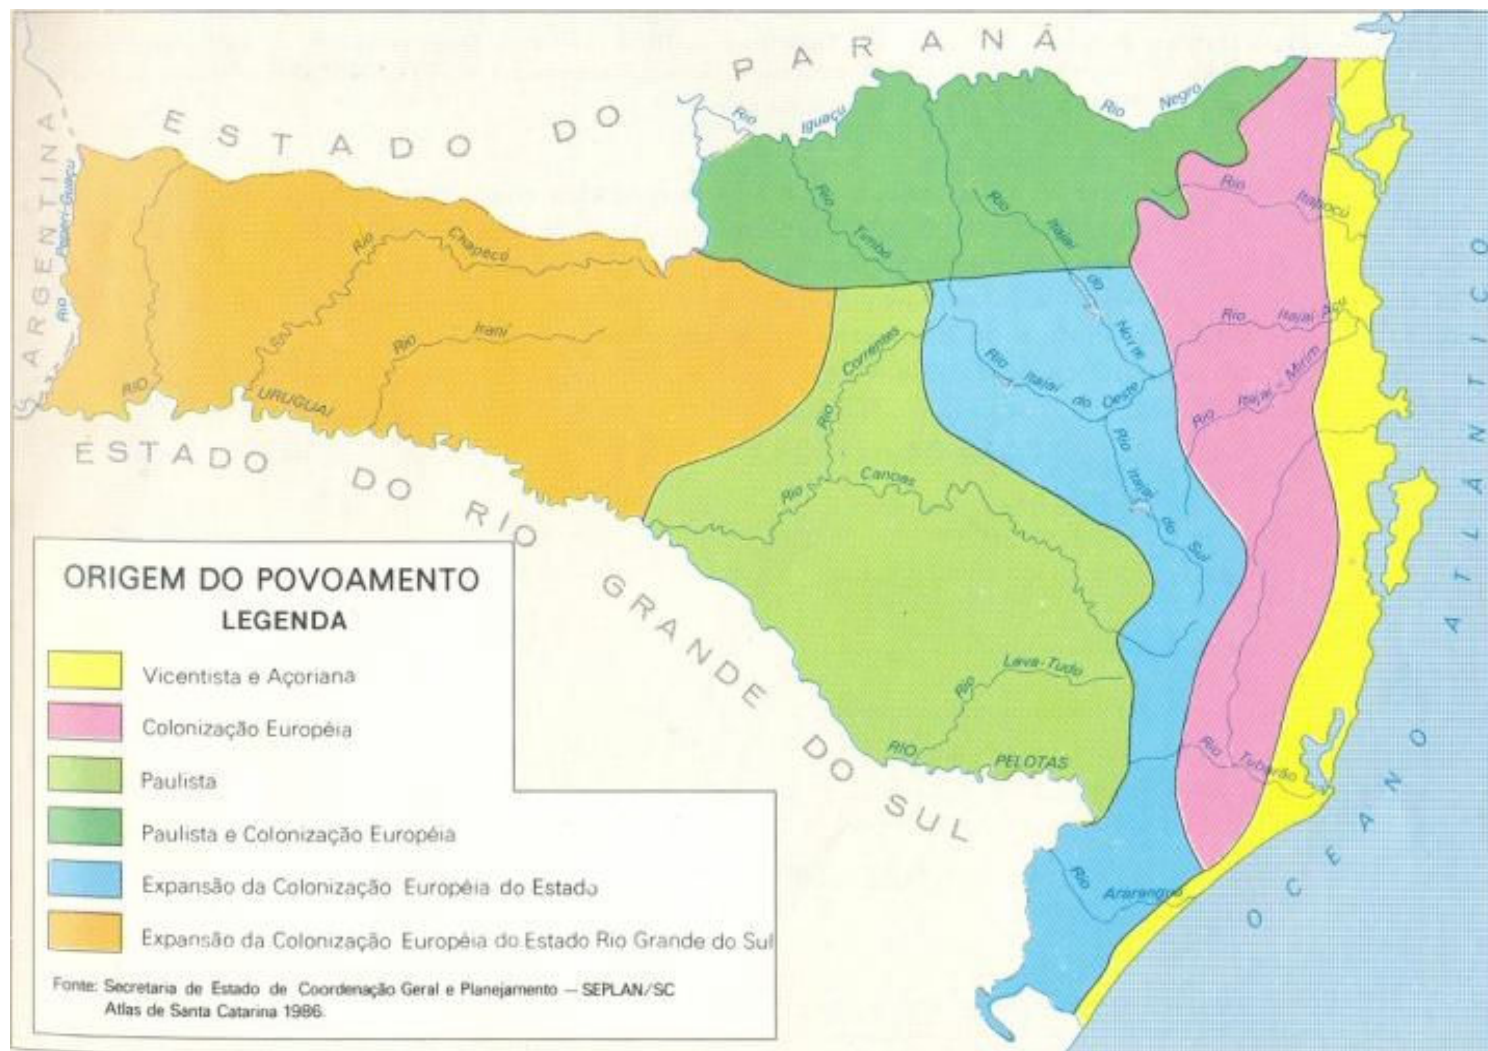 ESTADO DO PARANÁ
Rio Iguaçu
Rio Negro
ARGENTINA
Rio Peperi-Guaçu
Rio Timbó
Rio Itajaí do Norte
Rio Itapocú
Rio Chapecó
Rio Irani
RIO URUGUAI
Rio Correntes
Rio Itajaí do Oeste
Rio Itajaí Açu
Rio Itajaí-Mirim
Rio Itajaí do Sul
Rio Canoas
Rio Lava-Tudo
RIO PELOTAS
Rio Tubarão
Rio Araranguá
ESTADO DO RIO GRANDE DO SUL
OCEANO ATLÂNTICO
ORIGEM DO POVOAMENTO
LEGENDA
Vicentista e Açoriana
Colonização Européia
Paulista
Paulista e Colonização Européia
Expansão da Colonização Européia do Estado
Expansão da Colonização Européia do Estado Rio Grande do Sul
Fonte: Secretaria de Estado de Coordenação Geral e Planejamento — SEPLAN/SC
Atlas de Santa Catarina 1986.